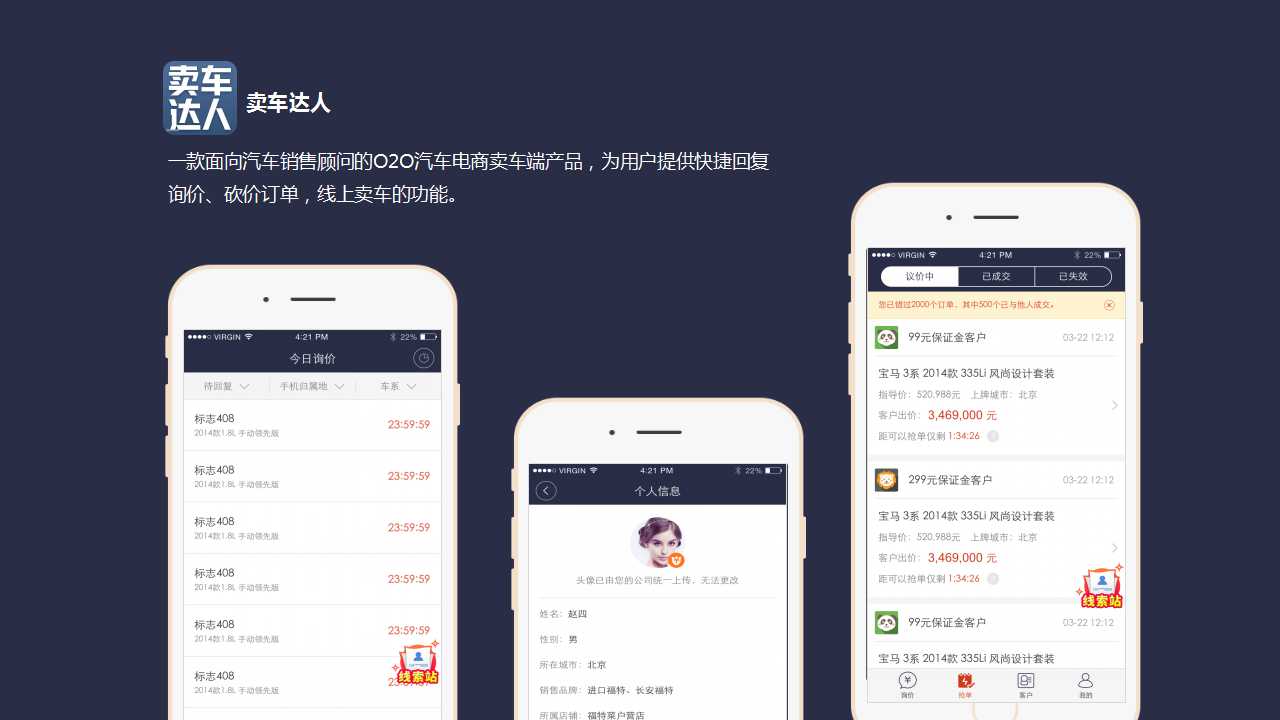 卖车
达人
卖车达人
一款面向汽车销售顾问的O2O汽车电商卖车端产品，为用户提供快捷回复
询价、砍价订单，线上卖车的功能。
VIRGIN 4:21 PM 22%
今日询价
待回复 手机归属地 车系
标志408
2014款1.8L 手动领先版
23:59:59
标志408
2014款1.8L 手动领先版
23:59:59
标志408
2014款1.8L 手动领先版
23:59:59
标志408
2014款1.8L 手动领先版
23:59:59
标志408
2014款1.8L 手动领先版
23:59:59
标志408
2014款1.8L 手动领先版
线索站
VIRGIN 4:21 PM 22%
个人信息
头像已由您的公司统一上传，无法更改
姓名：赵四
性别：男
所在城市：北京
销售品牌：进口福特、长安福特
所属店铺：福特菜户营店
VIRGIN 4:21 PM 22%
议价中 已成交 已失效
您已错过2000个订单，其中500个已与他人成交。
99元保证金客户 03-22 12:12
宝马 3系 2014款 335Li 风尚设计套装
指导价：520,988元 上牌城市：北京
客户出价：3,469,000 元
距可以抢单仅剩 1:34:26
299元保证金客户 03-22 12:12
宝马 3系 2014款 335Li 风尚设计套装
指导价：520,988元 上牌城市：北京
客户出价：3,469,000 元
距可以抢单仅剩 1:34:26
线索站
99元保证金客户 03-22 12:12
宝马 3系 2014款 335Li 风尚设计套装
询价 抢单 客户 我的